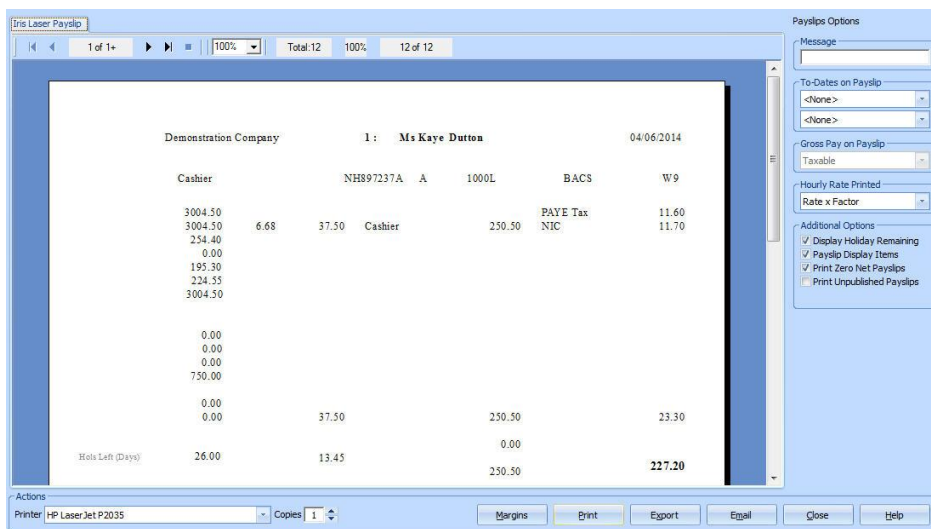 Iris Laser Payslip
1 of 1+ 100% Total:12 100% 12 of 12
Demonstration Company 1 : Ms Kaye Dutton 04/06/2014
Cashier NH897237A A 1000L BACS W9
3004.50 PAYE Tax 11.60
3004.50 6.68 37.50 Cashier 250.50 NIC 11.70
254.40
0.00
195.30
224.55
3004.50
0.00
0.00
0.00
750.00
0.00
0.00 37.50 250.50 23.30
0.00
Hols Left (Days) 26.00 13.45
250.50 227.20
Payslips Options
Message
To-Dates on Payslip
<None>
<None>
Gross Pay on Payslip
Taxable
Hourly Rate Printed
Rate x Factor
Additional Options
Display Holiday Remaining
Payslip Display Items
Print Zero Net Payslips
Print Unpublished Payslips
Actions
Printer HP LaserJet P2035 Copies 1 Margins Print Export Email Close Help